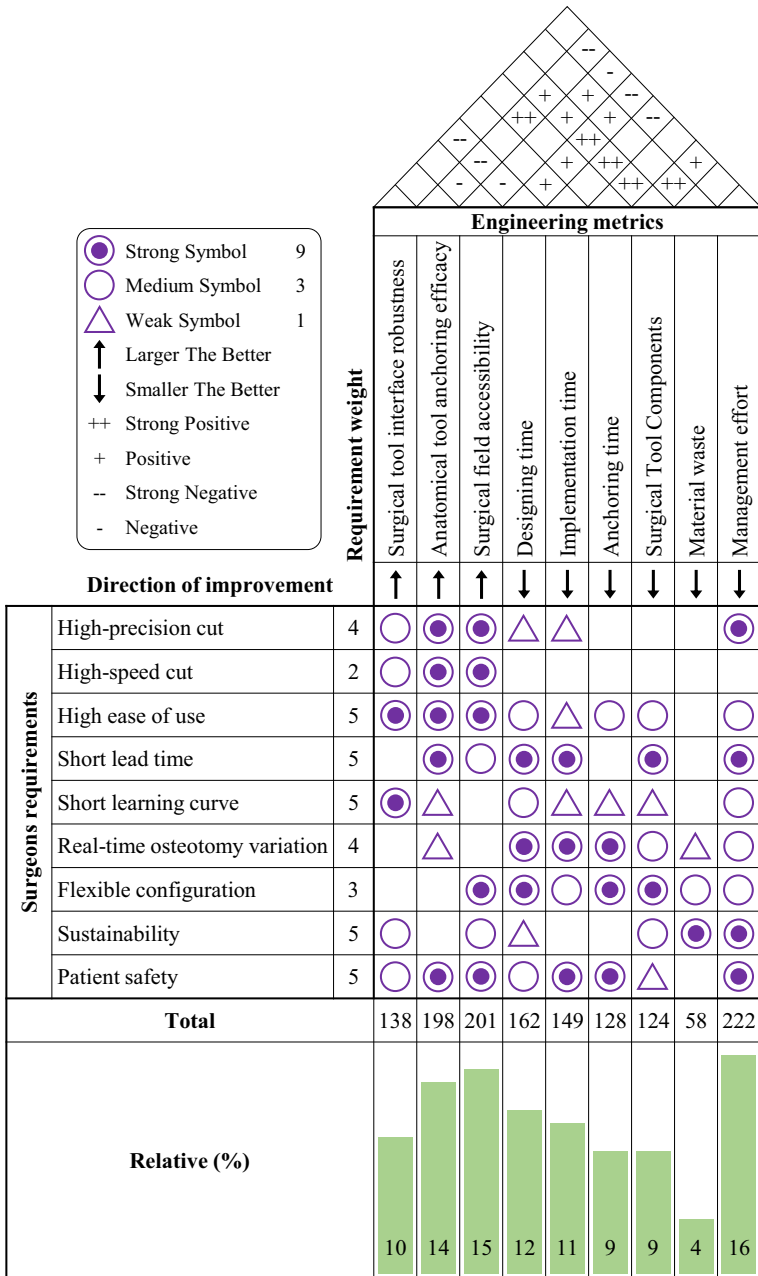 --
-
+ + --
++ + + --
-- ++
-- + ++ +
- - + ++ ++
Engineering metrics
Strong Symbol 9
Medium Symbol 3
Weak Symbol 1
↑ Larger The Better
↓ Smaller The Better
++ Strong Positive
+ Positive
-- Strong Negative
- Negative
Requirement weight
Surgical tool interface robustness
Anatomical tool anchoring efficacy
Surgical field accessibility
Designing time
Implementation time
Anchoring time
Surgical Tool Components
Material waste
Management effort
Direction of improvement ↑ ↑ ↑ ↓ ↓ ↓ ↓ ↓ ↓
Surgeons requirements
High-precision cut 4
High-speed cut 2
High ease of use 5
Short lead time 5
Short learning curve 5
Real-time osteotomy variation 4
Flexible configuration 3
Sustainability 5
Patient safety 5
Total 138 198 201 162 149 128 124 58 222
Relative (%)
10 14 15 12 11 9 9 4 16